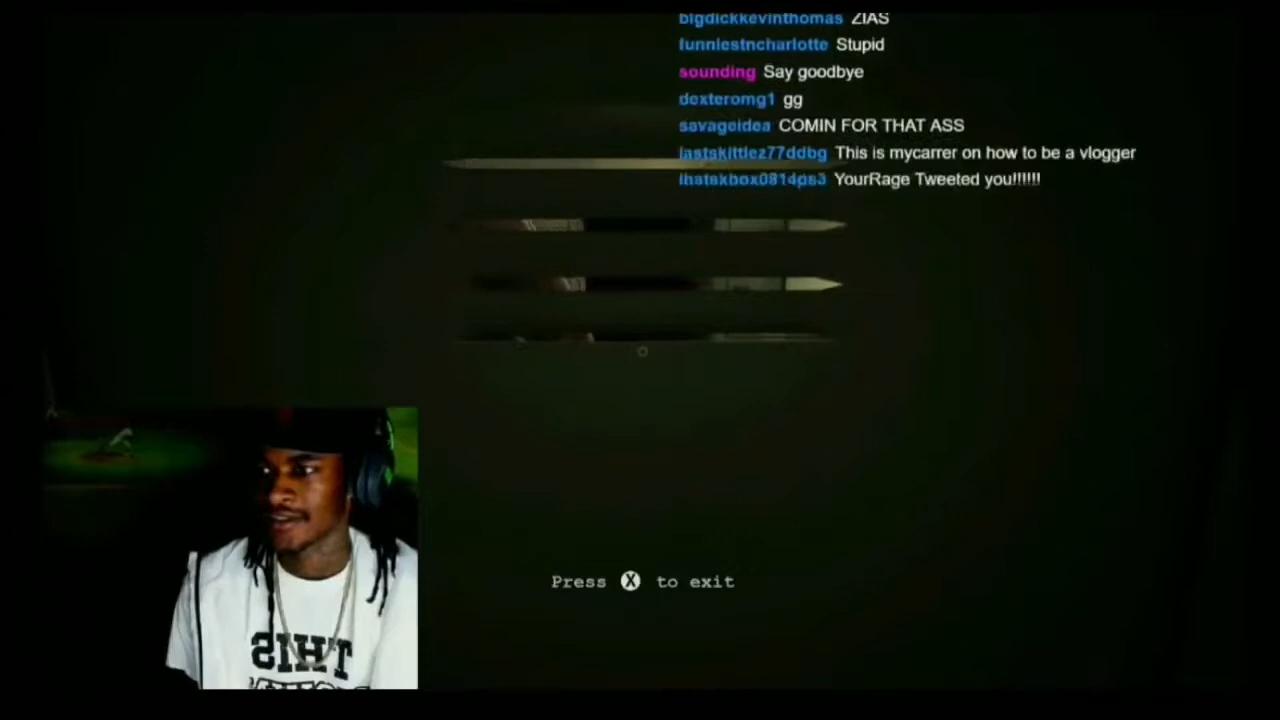 bigdickkevinthomas ZIAS
funniestncharlotte Stupid
sounding Say goodbye
dexteromg1 gg
savageidea COMIN FOR THAT ASS
lastskittlez77ddbg This is mycarrer on how to be a vlogger
YourRage Tweeted you!!!!!!
Press X to exit
THIS